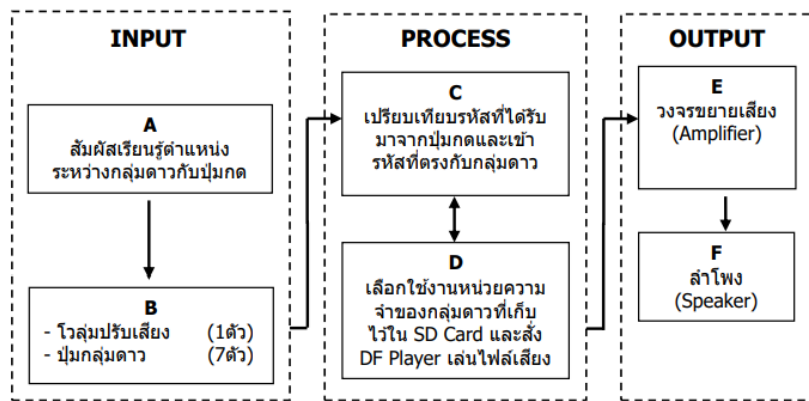 INPUT
A
สัมผัสเรียนรู้ตำแหน่ง
ระหว่างกลุ่มดาวกับปุ่มกด
B
- โวลุ่มปรับเสียง (1ตัว)
- ปุ่มกลุ่มดาว (7ตัว)
PROCESS
C
เปรียบเทียบรหัสที่ได้รับ
มาจากปุ่มกดและเข้า
รหัสที่ตรงกับกลุ่มดาว
D
เลือกใช้งานหน่วยความ
จำของกลุ่มดาวที่เก็บ
ไว้ใน SD Card และสั่ง
DF Player เล่นไฟล์เสียง
OUTPUT
E
วงจรขยายเสียง
(Amplifier)
F
ลำโพง
(Speaker)